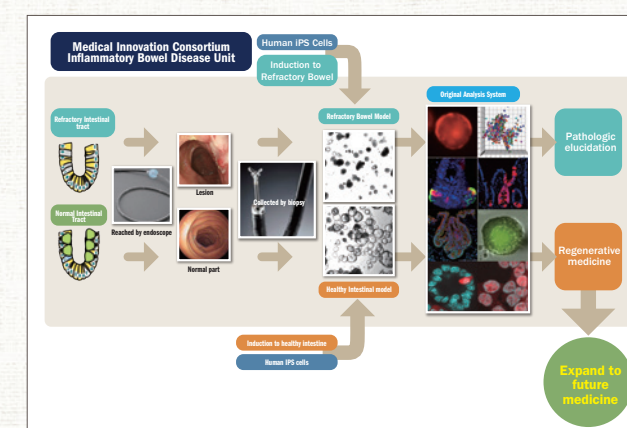 Medical Innovation Consortium
Inflammatory Bowel Disease Unit
Human iPS Cells
Induction to
Refractory Bowel
Refractory Intestinal
tract
Refractory Bowel Model
Original Analysis System
Lesion
Collected by biopsy
Pathologic
elucidation
Normal Intestinal
Tract
Reached by endoscope
Normal part
Healthy Intestinal model
Regenerative
medicine
Induction to healthy intestine
Human IPS cells
Expand to
future
medicine